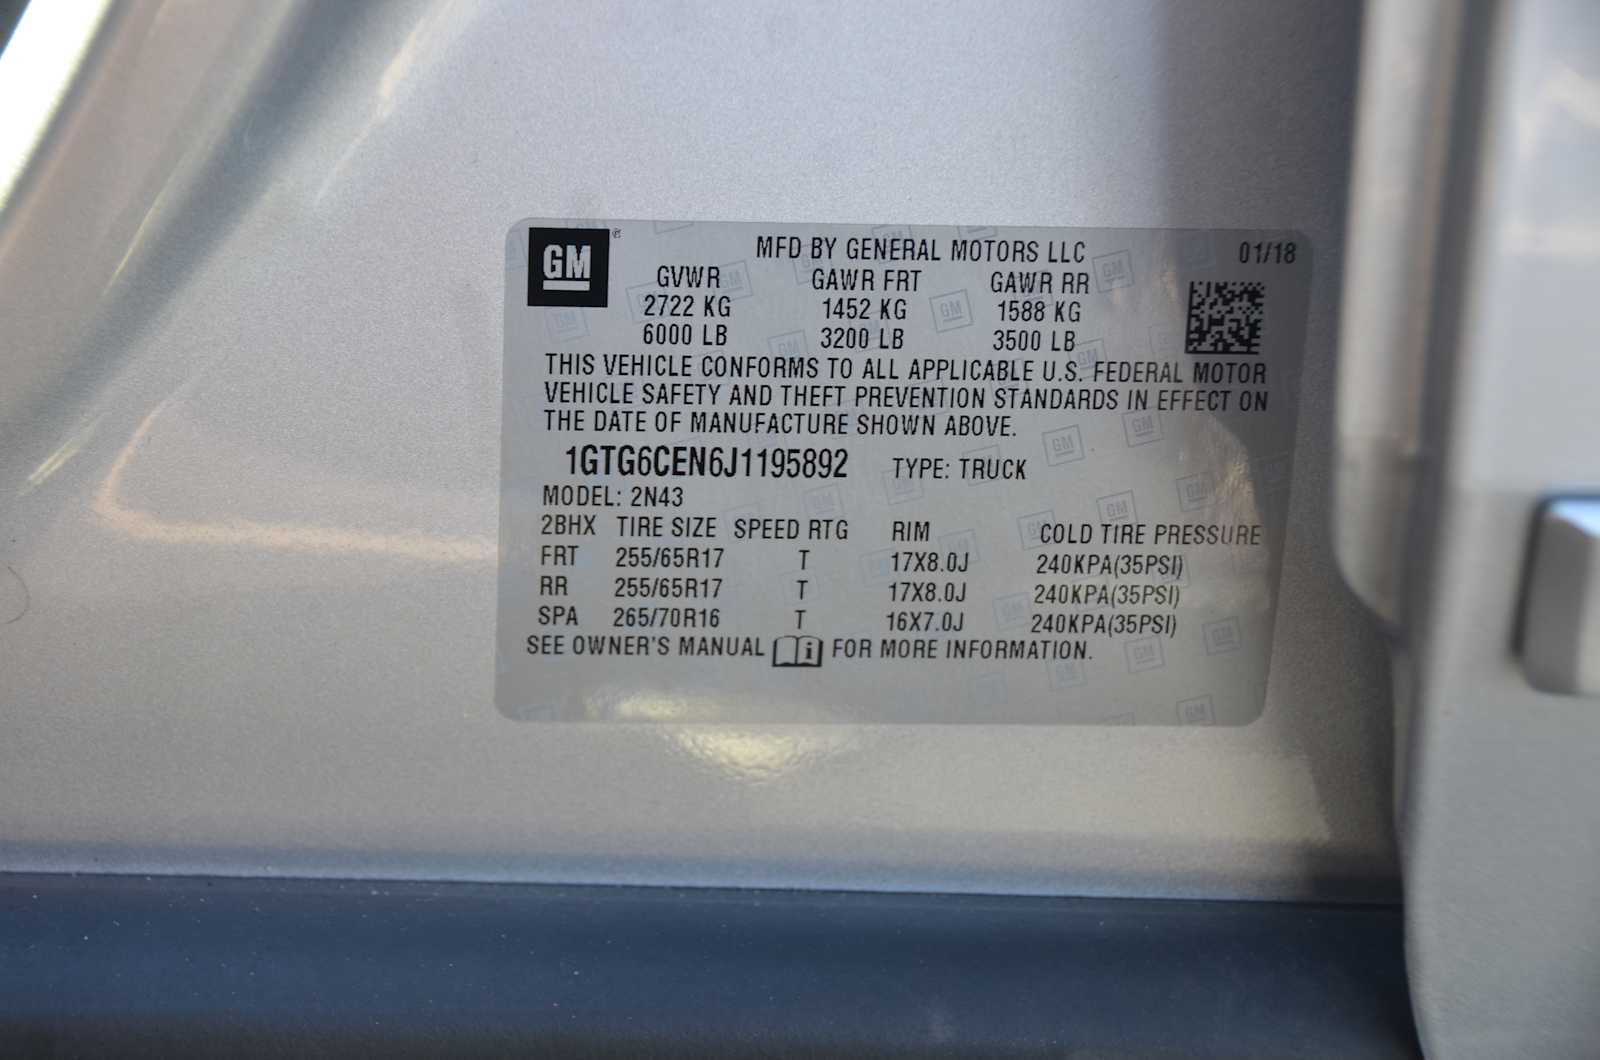 GM
MFD BY GENERAL MOTORS LLC 01/18
GVWR GAWR FRT GAWR RR
2722 KG 1452 KG 1588 KG
6000 LB 3200 LB 3500 LB
THIS VEHICLE CONFORMS TO ALL APPLICABLE U.S. FEDERAL MOTOR
VEHICLE SAFETY AND THEFT PREVENTION STANDARDS IN EFFECT ON
THE DATE OF MANUFACTURE SHOWN ABOVE.
1GTG6CEN6J1195892 TYPE: TRUCK
MODEL: 2N43
2BHX TIRE SIZE SPEED RTG RIM COLD TIRE PRESSURE
FRT 255/65R17 T 17X8.0J 240KPA(35PSI)
RR 255/65R17 T 17X8.0J 240KPA(35PSI)
SPA 265/70R16 T 16X7.0J 240KPA(35PSI)
SEE OWNER'S MANUAL i FOR MORE INFORMATION.